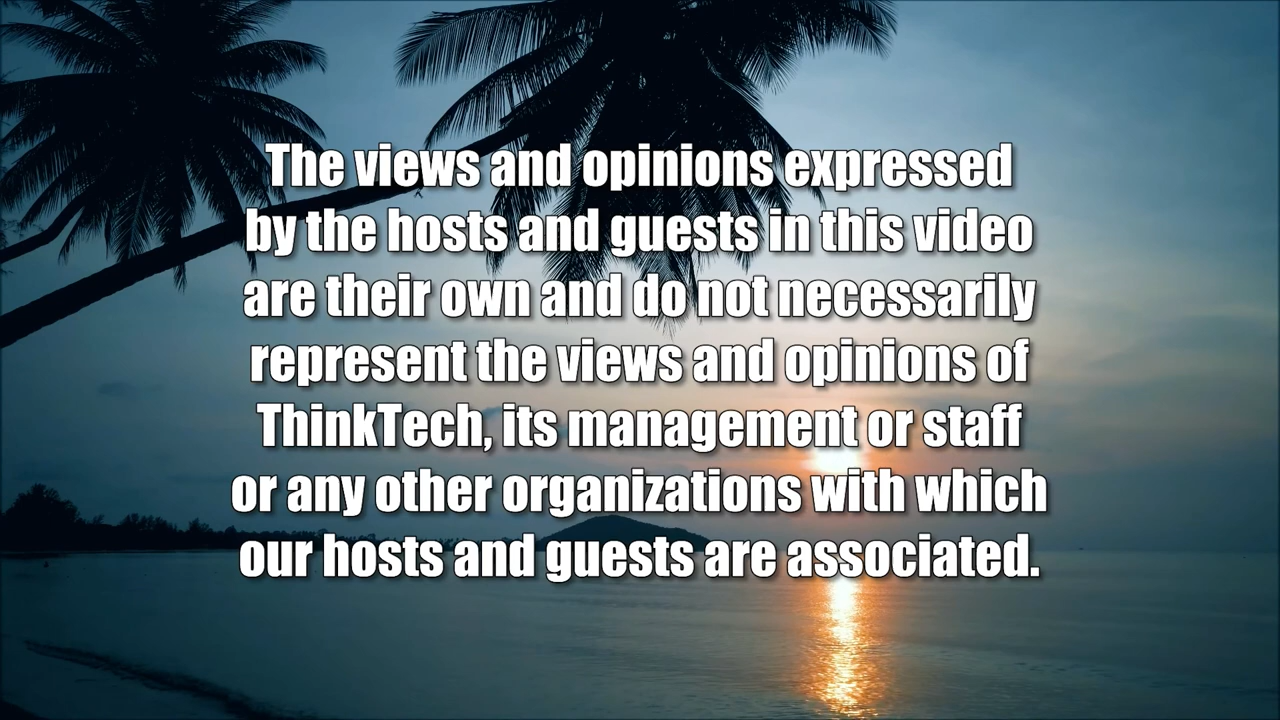 The views and opinions expressed
by the hosts and guests in this video
are their own and do not necessarily
represent the views and opinions of
ThinkTech, its management or staff
or any other organizations with which
our hosts and guests are associated.